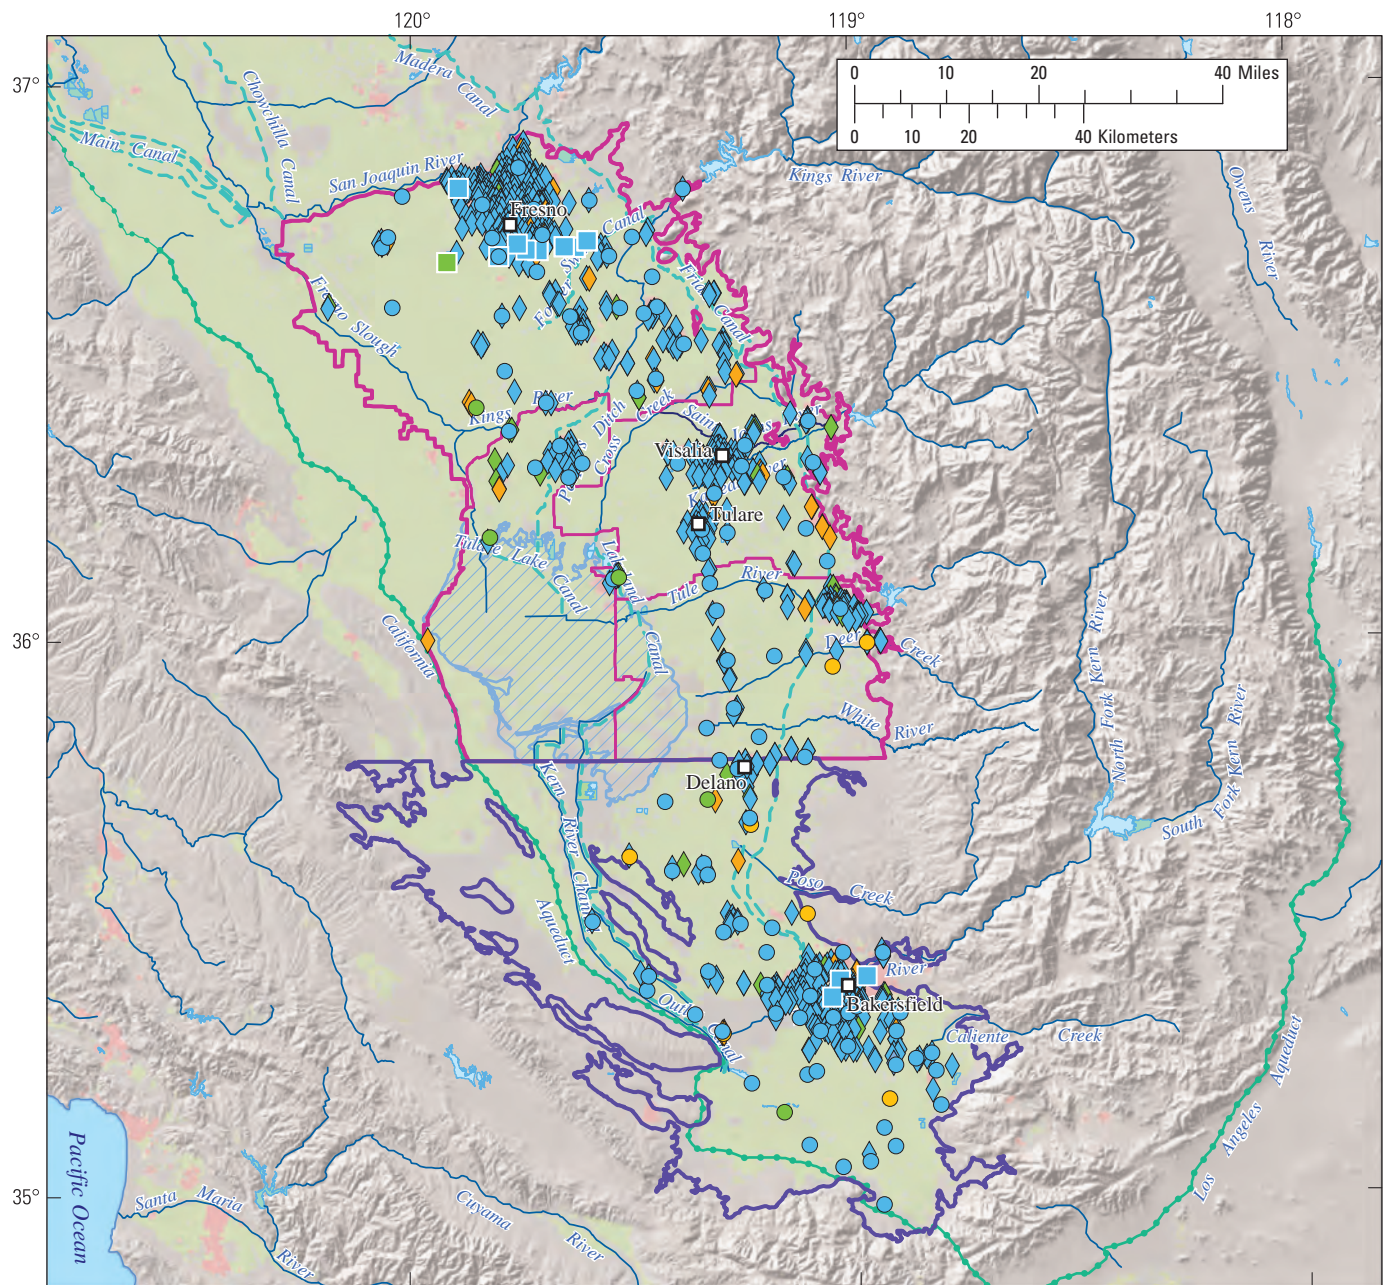 120°
119°
118°
37°
36°
35°
0 10 20 40 Miles
0 10 20 40 Kilometers
Madera Canal
Chowchilla Canal
Main Canal
San Joaquin River
Kings River
Owens River
Fresno
Canal
Friant Canal
Fresno Slough
Kings River
Ditch
Cross Creek
Saint
Visalia
Tulare
Tulare Lake Canal
Lakeland Canal
Tule River
Deer Creek
California Aqueduct
White River
Delano
North Fork Kern River
South Fork Kern River
Kern River Channel
Poso Creek
River
Bakersfield
Outlet Canal
Caliente Creek
Los Angeles Aqueduct
Pacific Ocean
Santa Maria River
Cuyama River